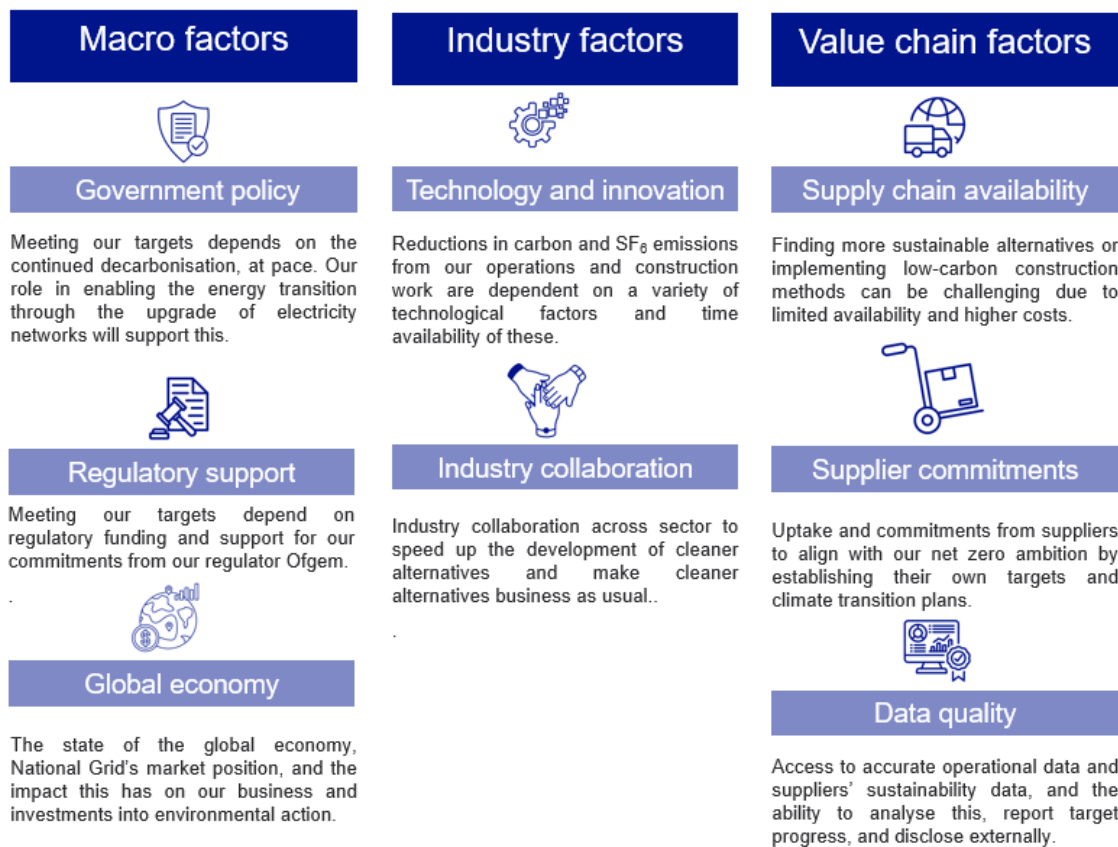 Macro factors
Government policy
Meeting our targets depends on the
continued decarbonisation, at pace. Our
role in enabling the energy transition
through the upgrade of electricity
networks will support this.
Regulatory support
Meeting our targets depend on
regulatory funding and support for our
commitments from our regulator Ofgem.
.
Global economy
The state of the global economy,
National Grid's market position, and the
impact this has on our business and
investments into environmental action.
Industry factors
Technology and innovation
Reductions in carbon and SF₆ emissions
from our operations and construction
work are dependent on a variety of
technological factors and time
availability of these.
Industry collaboration
Industry collaboration across sector to
speed up the development of cleaner
alternatives and make cleaner
alternatives business as usual..
.
Value chain factors
Supply chain availability
Finding more sustainable alternatives or
implementing low-carbon construction
methods can be challenging due to
limited availability and higher costs.
Supplier commitments
Uptake and commitments from suppliers
to align with our net zero ambition by
establishing their own targets and
climate transition plans.
Data quality
Access to accurate operational data and
suppliers' sustainability data, and the
ability to analyse this, report target
progress, and disclose externally.